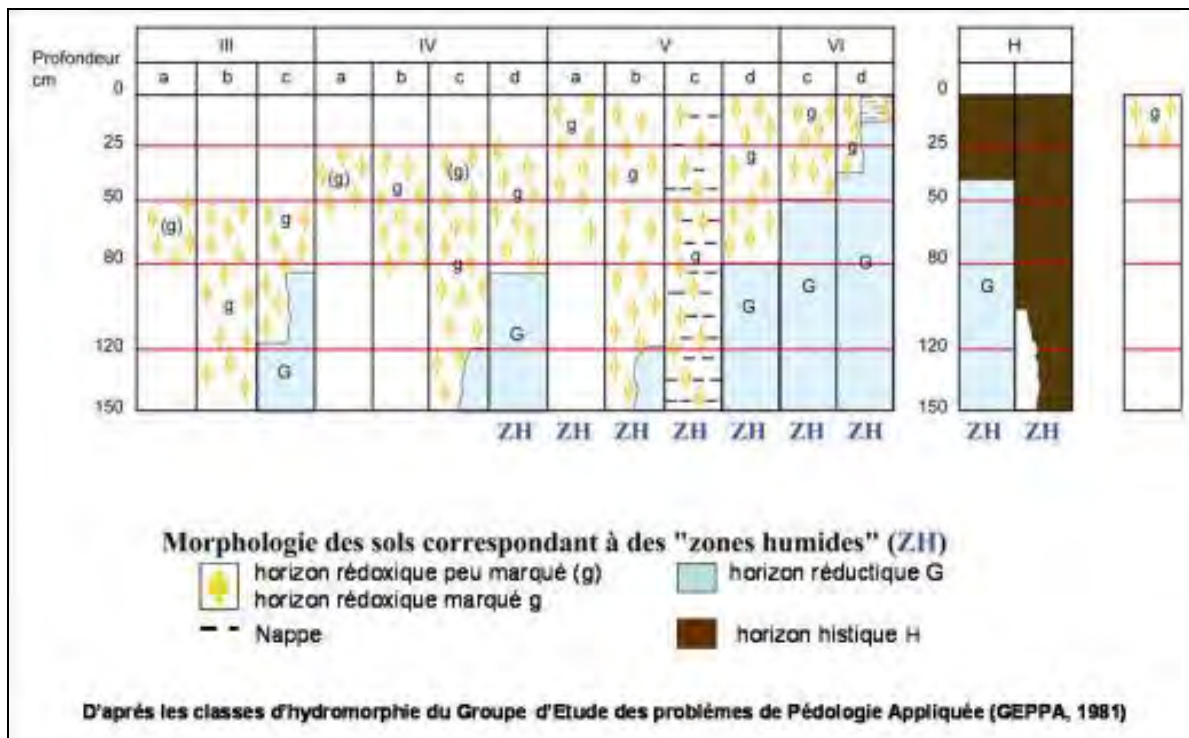 III IV V VI H
Profondeur
cm
a b c a b c d a b c d c d
0 0
g g g
(g) g (g) g g g g
25 25
50 50
(g) g g g
80 80
g G G G G G
G
120 120
G
150 150
ZH ZH ZH ZH ZH ZH ZH ZH ZH
Morphologie des sols correspondant à des "zones humides" (ZH)
horizon rédoxique peu marqué (g) horizon réductique G
horizon rédoxique marqué g
Nappe horizon histique H
D'après les classes d'hydromorphie du Groupe d'Etude des problèmes de Pédologie Appliquée (GEPPA, 1981)